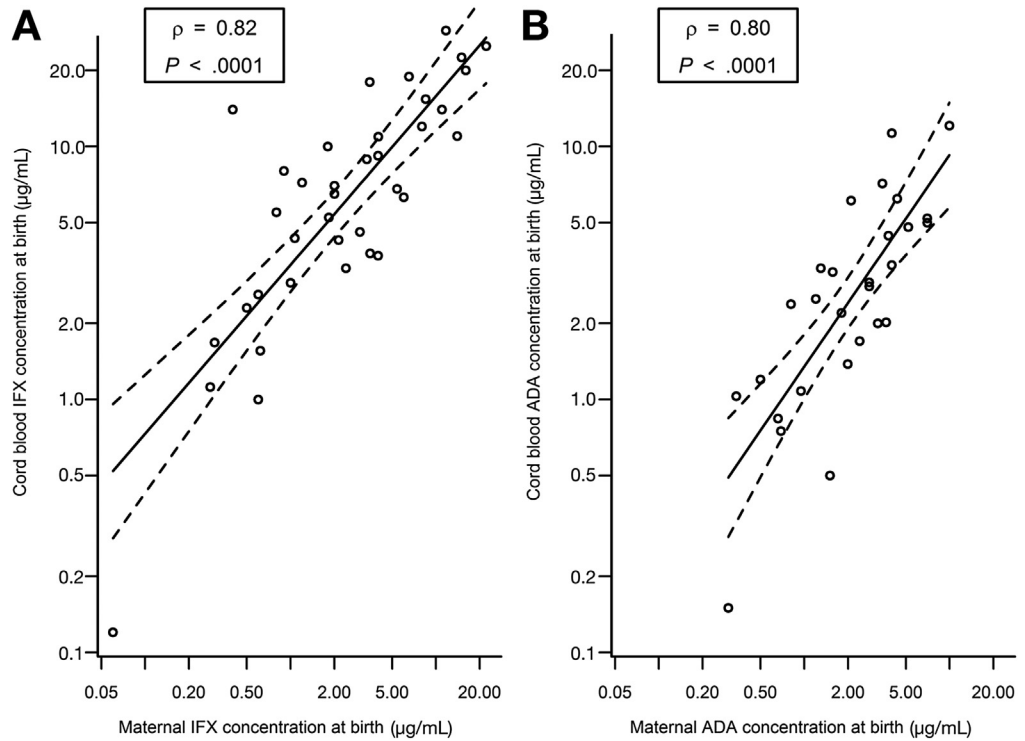 A
ρ = 0.82
P < .0001
20.0
10.0
5.0
2.0
1.0
0.5
0.2
0.1
Cord blood IFX concentration at birth (µg/mL)
0.05 0.20 0.50 2.00 5.00 20.00
Maternal IFX concentration at birth (µg/mL)
B
ρ = 0.80
P < .0001
20.0
10.0
5.0
2.0
1.0
0.5
0.2
0.1
Cord blood ADA concentration at birth (µg/mL)
0.05 0.20 0.50 2.00 5.00 20.00
Maternal ADA concentration at birth (µg/mL)